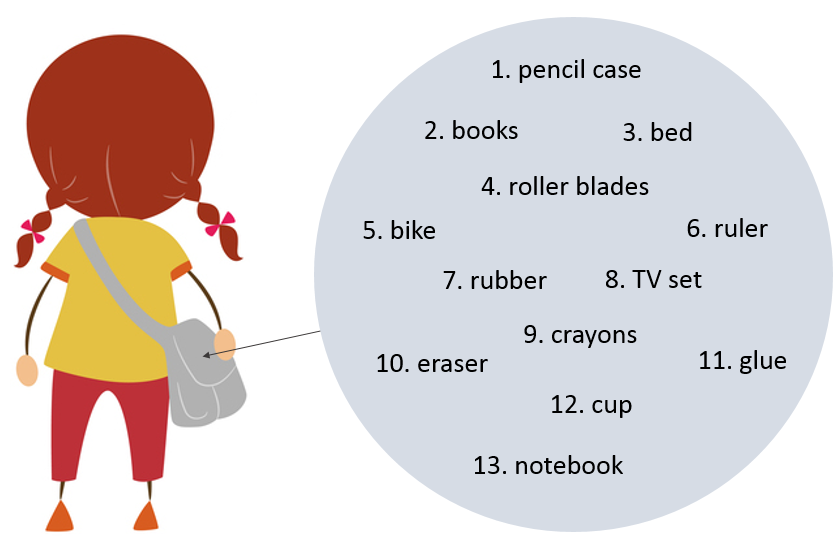 1. pencil case
2. books
3. bed
4. roller blades
5. bike
6. ruler
7. rubber
8. TV set
9. crayons
10. eraser
11. glue
12. cup
13. notebook